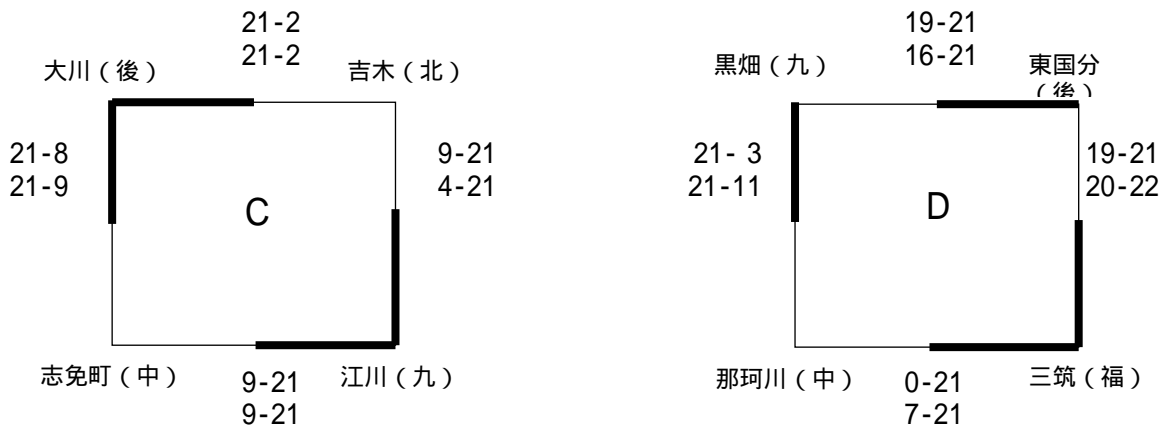 21-2
21-2
大川（後）
吉木（北）
21-8
21-9
9-21
4-21
C
志免町（中）
江川（九）
9-21
9-21
19-21
16-21
黒畑（九）
東国分
（後）
21- 3
21-11
19-21
20-22
D
那珂川（中）
三筑（福）
0-21
7-21